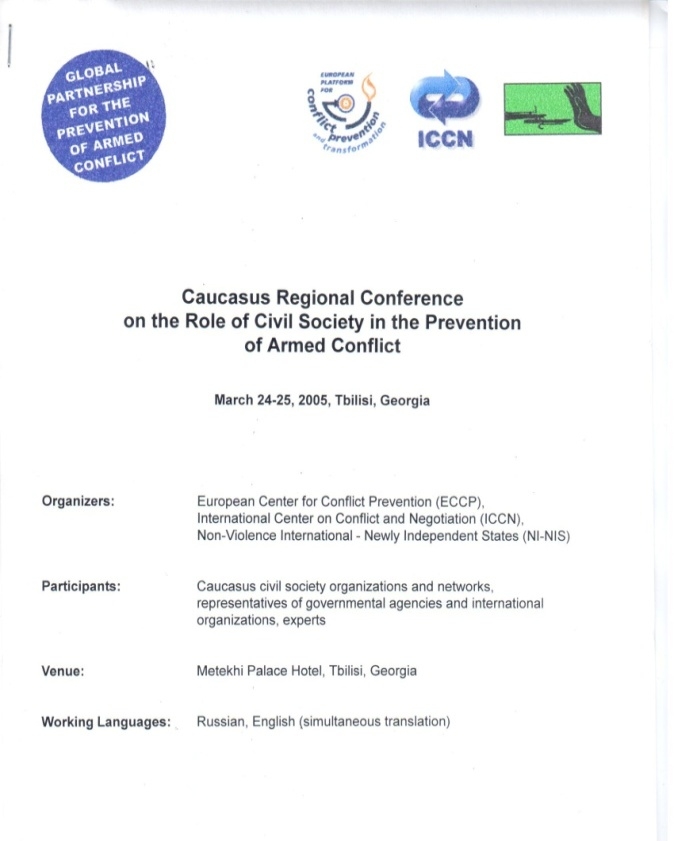 GLOBAL
PARTNERSHIP
FOR THE
PREVENTION
OF ARMED
CONFLICT
EUROPEAN
PLATFORM
FOR
conflict prevention
and transformation
ICCN
Caucasus Regional Conference
on the Role of Civil Society in the Prevention
of Armed Conflict
March 24-25, 2005, Tbilisi, Georgia
Organizers: European Center for Conflict Prevention (ECCP),
International Center on Conflict and Negotiation (ICCN),
Non-Violence International - Newly Independent States (NI-NIS)
Participants: Caucasus civil society organizations and networks,
representatives of governmental agencies and international
organizations, experts
Venue: Metekhi Palace Hotel, Tbilisi, Georgia
Working Languages: Russian, English (simultaneous translation)